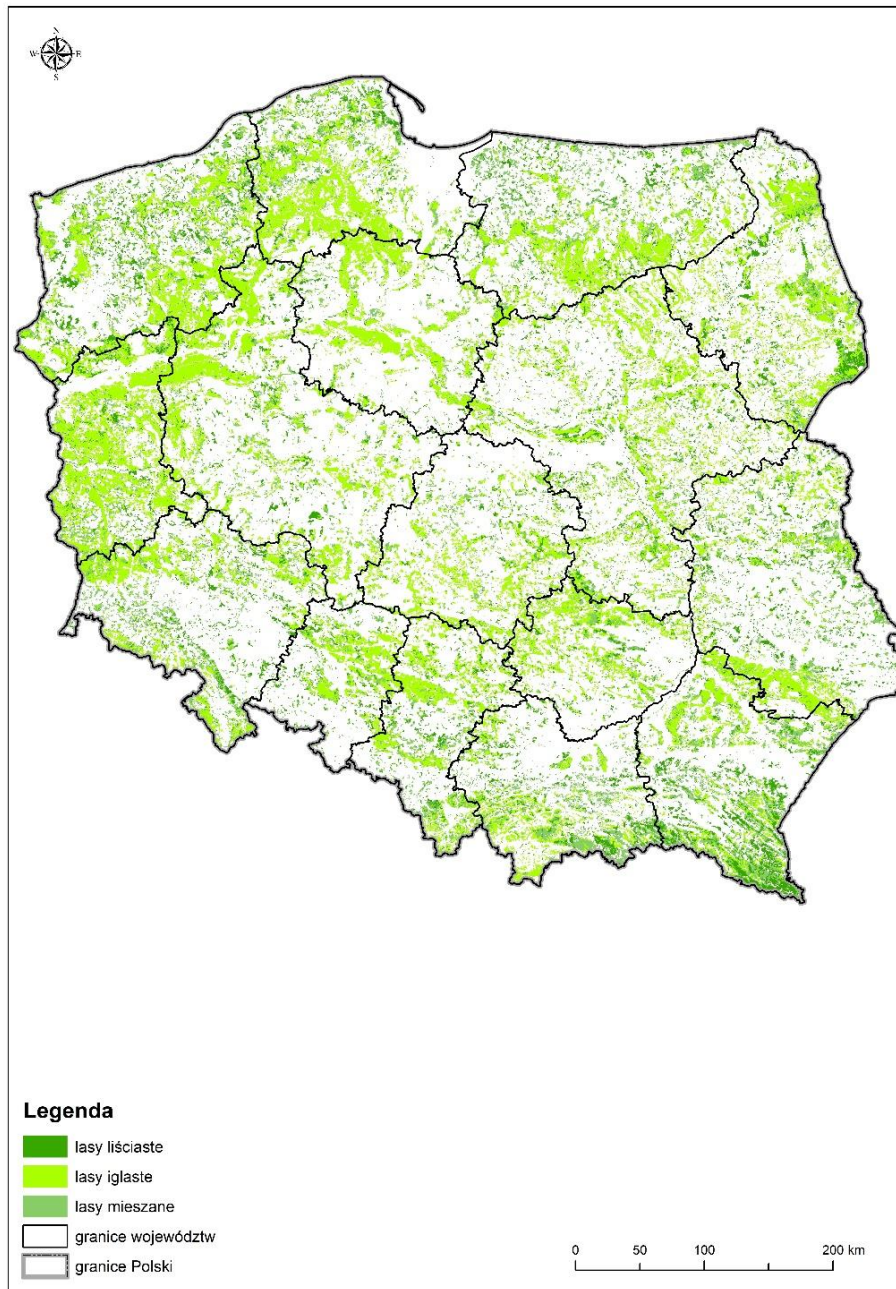 N
W E
S
Legenda
lasy liściaste
lasy iglaste
lasy mieszane
granice województw
granice Polski
0 50 100 200 km